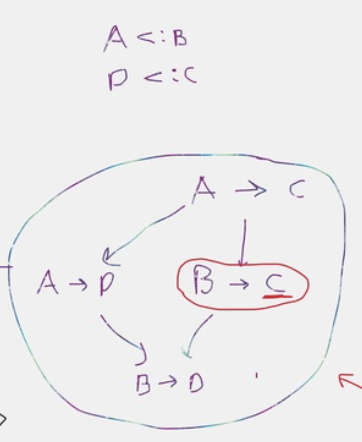 A <: B
D <: C
A → C
A → D B → C
B → D